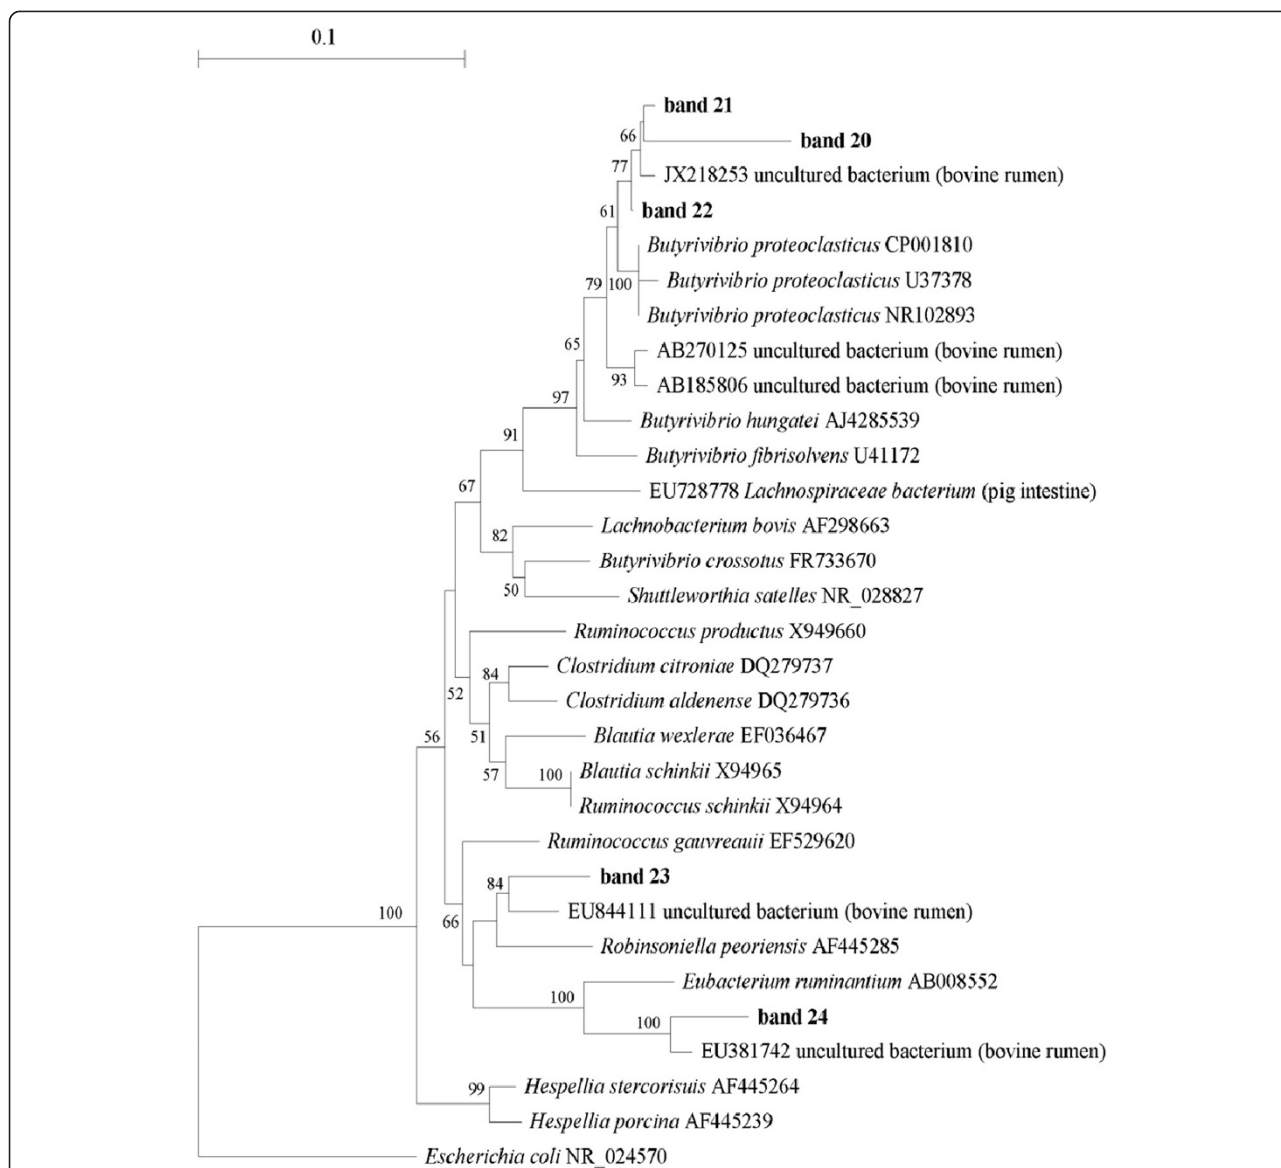 0.1
band 21
66
band 20
77
JX218253 uncultured bacterium (bovine rumen)
61
band 22
Butyrivibrio proteoclasticus CP001810
79
100
Butyrivibrio proteoclasticus U37378
Butyrivibrio proteoclasticus NR102893
65
AB270125 uncultured bacterium (bovine rumen)
93
AB185806 uncultured bacterium (bovine rumen)
97
Butyrivibrio hungatei AJ4285539
91
Butyrivibrio fibrisolvens U41172
67
EU728778 Lachnospiraceae bacterium (pig intestine)
82
Lachnobacterium bovis AF298663
Butyrivibrio crossotus FR733670
50
Shuttleworthia satelles NR_028827
Ruminococcus productus X949660
84
Clostridium citroniae DQ279737
52
Clostridium aldenense DQ279736
56
51
Blautia wexlerae EF036467
57
100
Blautia schinkii X94965
Ruminococcus schinkii X94964
Ruminococcus gauvreauii EF529620
84
band 23
100
66
EU844111 uncultured bacterium (bovine rumen)
Robinsoniella peoriensis AF445285
Eubacterium ruminantium AB008552
100
100
band 24
EU381742 uncultured bacterium (bovine rumen)
99
Hespellia stercorisuis AF445264
Hespellia porcina AF445239
Escherichia coli NR_024570